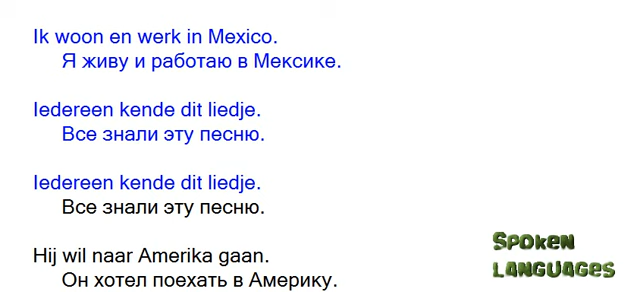 Ik woon en werk in Mexico.
Я живу и работаю в Мексике.
Iedereen kende dit liedje.
Все знали эту песню.
Iedereen kende dit liedje.
Все знали эту песню.
Hij wil naar Amerika gaan.
Он хотел поехать в Америку.
Spoken
Languages